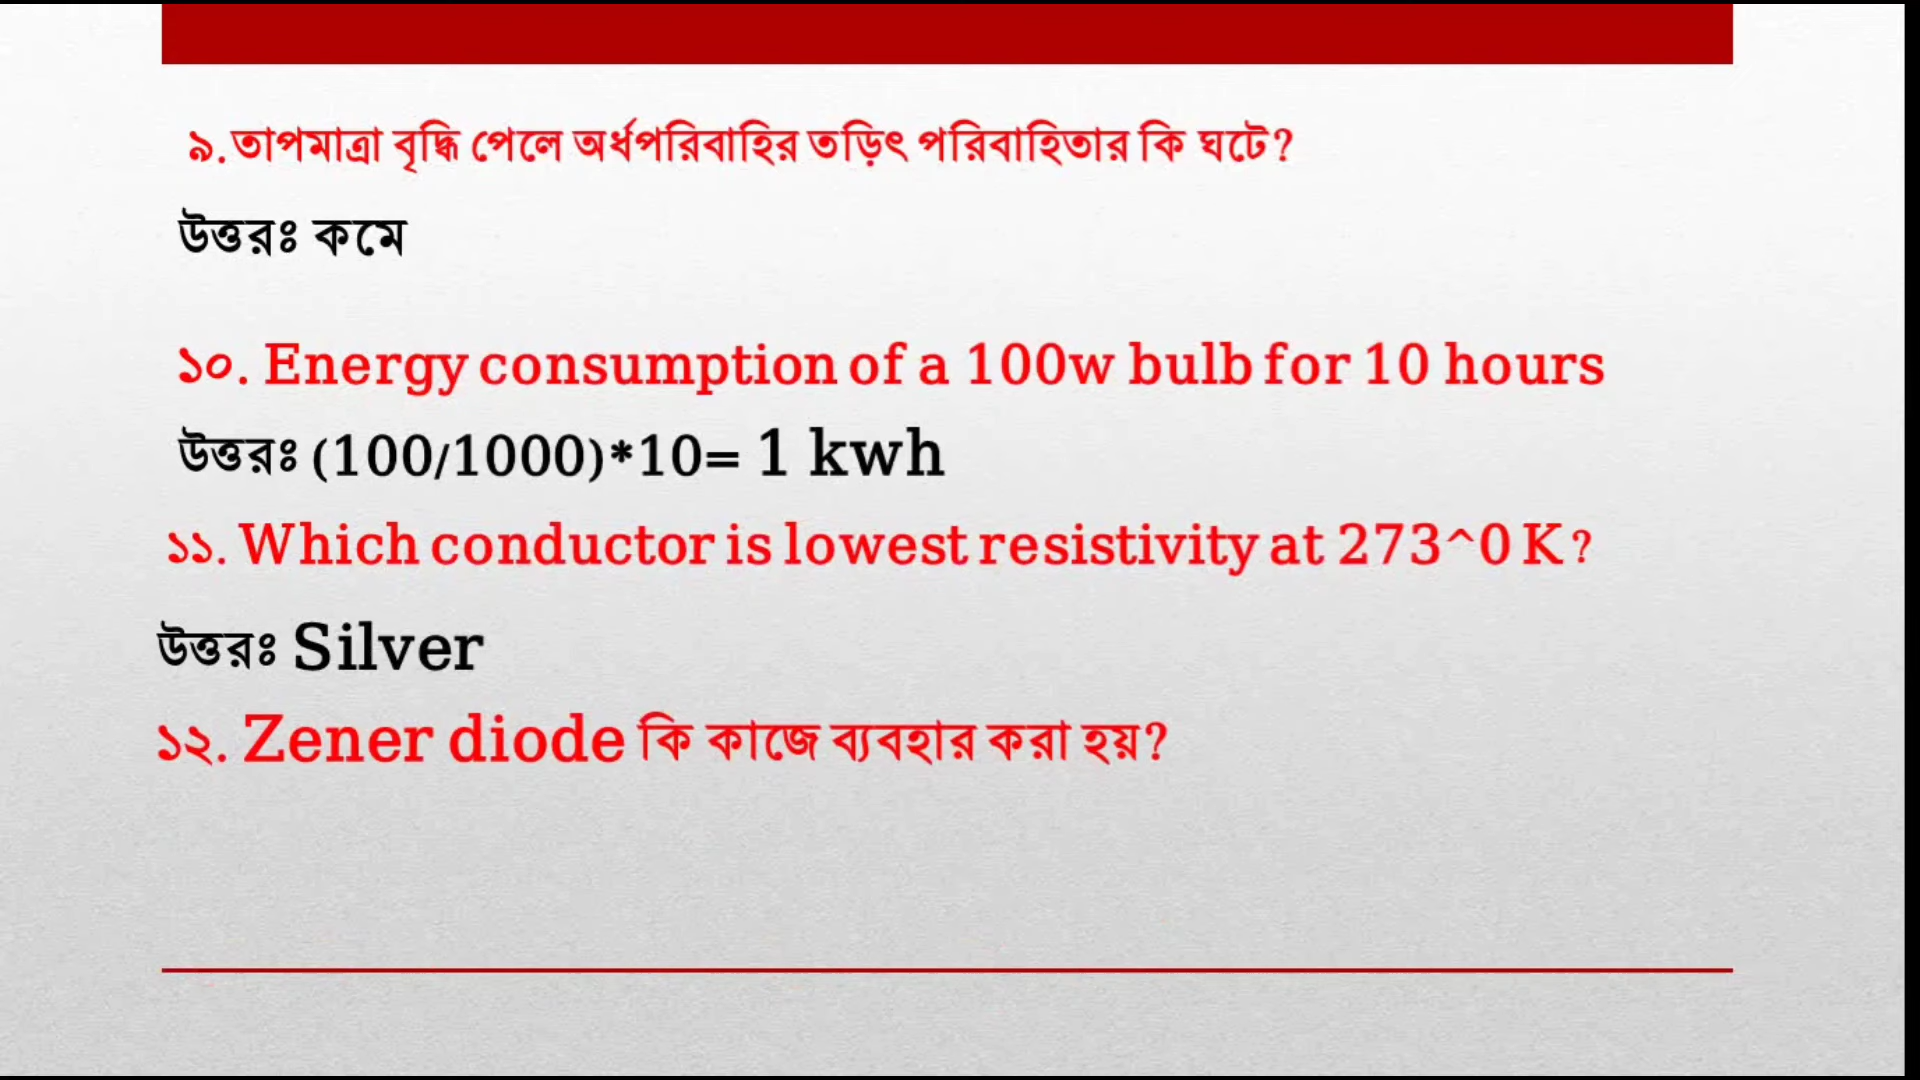 ৯. তাপমাত্রা বৃদ্ধি পেলে অর্ধপরিবাহির তড়িৎ পরিবাহিতার কি ঘটে?
উত্তরঃ কমে
১০. Energy consumption of a 100w bulb for 10 hours
উত্তরঃ (100/1000)*10= 1 kwh
১১. Which conductor is lowest resistivity at 273^0 K?
উত্তরঃ Silver
১২. Zener diode কি কাজে ব্যবহার করা হয়?